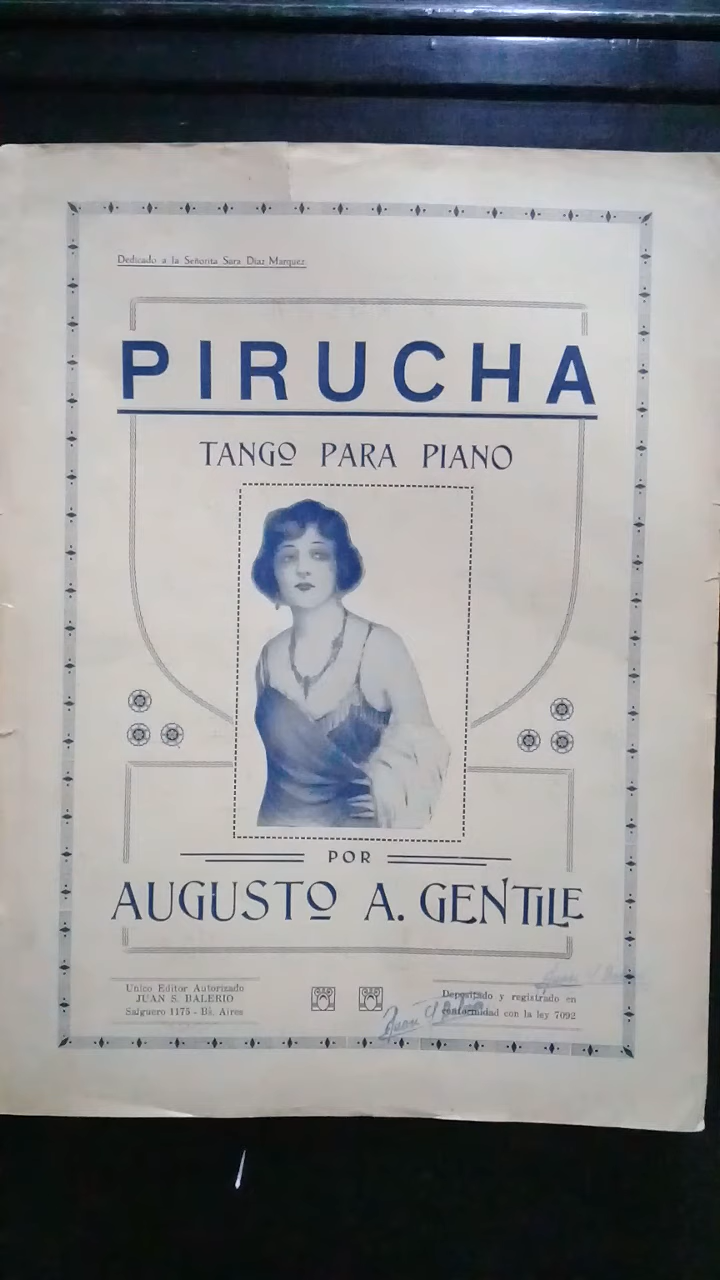 Dedicado a la Señorita Sara Diaz Marquez
PIRUCHA
TANGO PARA PIANO
POR
AUGUSTO A. GENTILE
Unico Editor Autorizado
JUAN S. BALERIO
Salguero 1175 - Bs. Aires
Depositado y registrado en
conformidad con la ley 7092
Juan